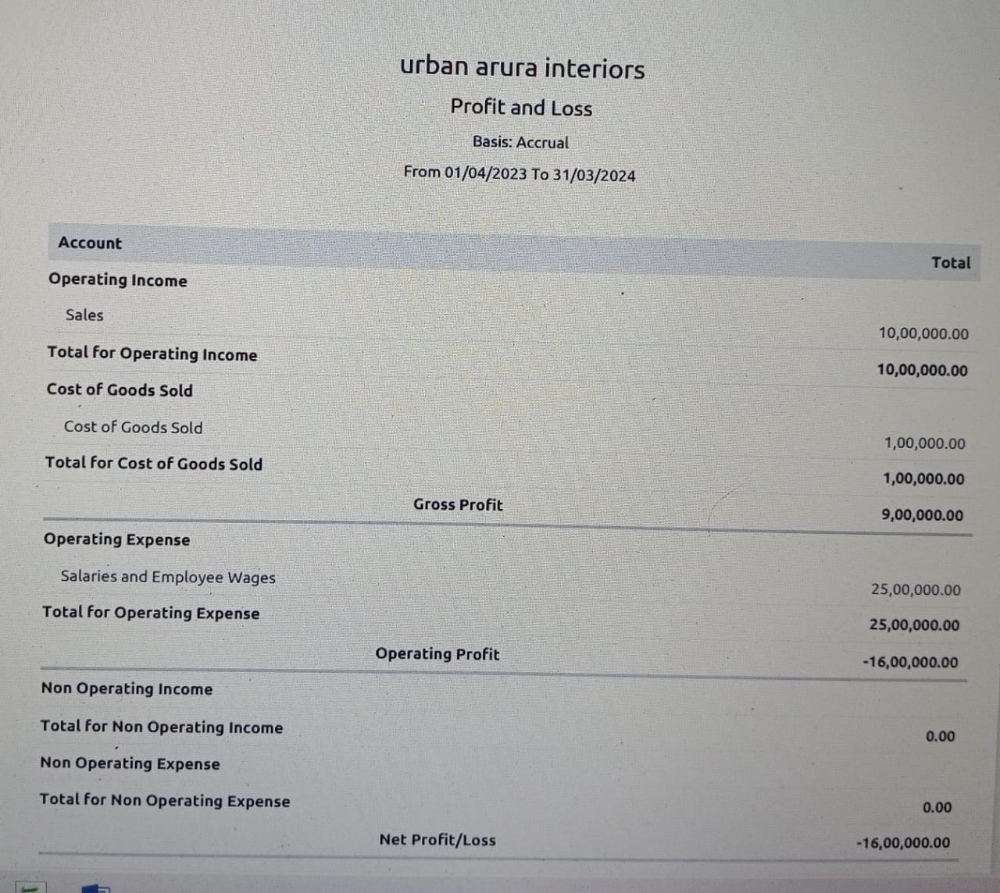 urban arura interiors
Profit and Loss
Basis: Accrual
From 01/04/2023 To 31/03/2024
Account Total
Operating Income
Sales 10,00,000.00
Total for Operating Income 10,00,000.00
Cost of Goods Sold
Cost of Goods Sold 1,00,000.00
Total for Cost of Goods Sold 1,00,000.00
Gross Profit 9,00,000.00
Operating Expense
Salaries and Employee Wages 25,00,000.00
Total for Operating Expense 25,00,000.00
Operating Profit -16,00,000.00
Non Operating Income
Total for Non Operating Income 0.00
Non Operating Expense
Total for Non Operating Expense 0.00
Net Profit/Loss -16,00,000.00